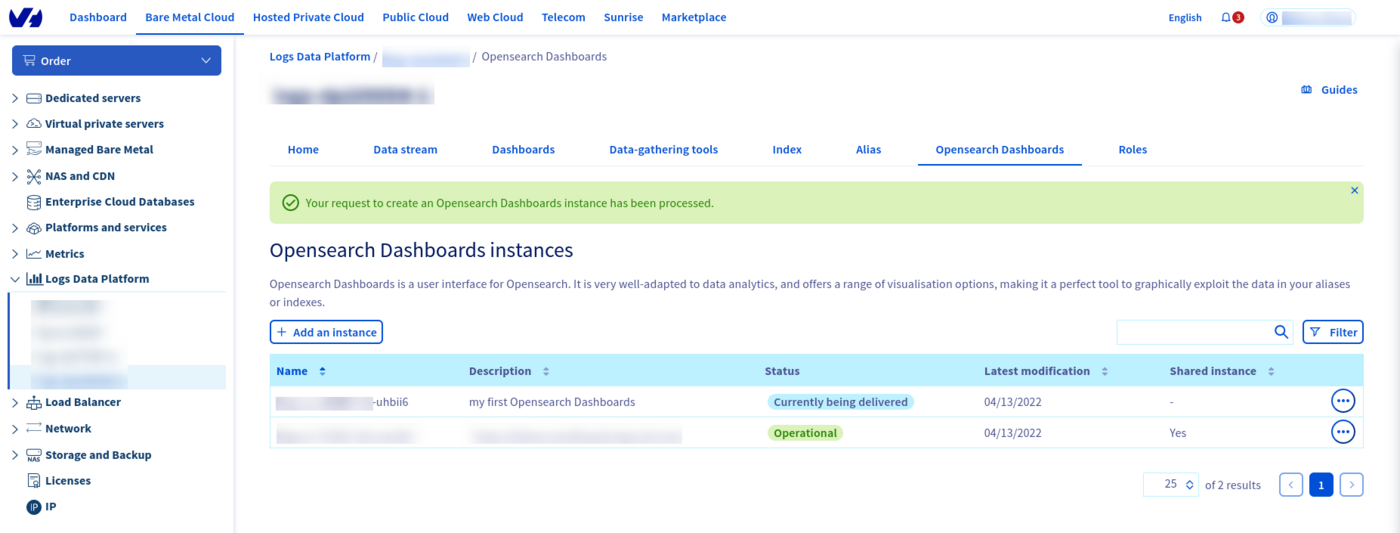 Dashboard Bare Metal Cloud Hosted Private Cloud Public Cloud Web Cloud Telecom Sunrise Marketplace English 3
Order
Dedicated servers
Virtual private servers
Managed Bare Metal
NAS and CDN
Enterprise Cloud Databases
Platforms and services
Metrics
Logs Data Platform
Load Balancer
Network
NAS Storage and Backup
Licenses
IP IP
Logs Data Platform / / Opensearch Dashboards
Guides
Home Data stream Dashboards Data-gathering tools Index Alias Opensearch Dashboards Roles
Your request to create an Opensearch Dashboards instance has been processed.
Opensearch Dashboards instances
Opensearch Dashboards is a user interface for Opensearch. It is very well-adapted to data analytics, and offers a range of visualisation options, making it a perfect tool to graphically exploit the data in your aliases
or indexes.
+ Add an instance Filter
Name Description Status Latest modification Shared instance
-uhbii6 my first Opensearch Dashboards Currently being delivered 04/13/2022 -
Operational 04/13/2022 Yes
25 of 2 results 1